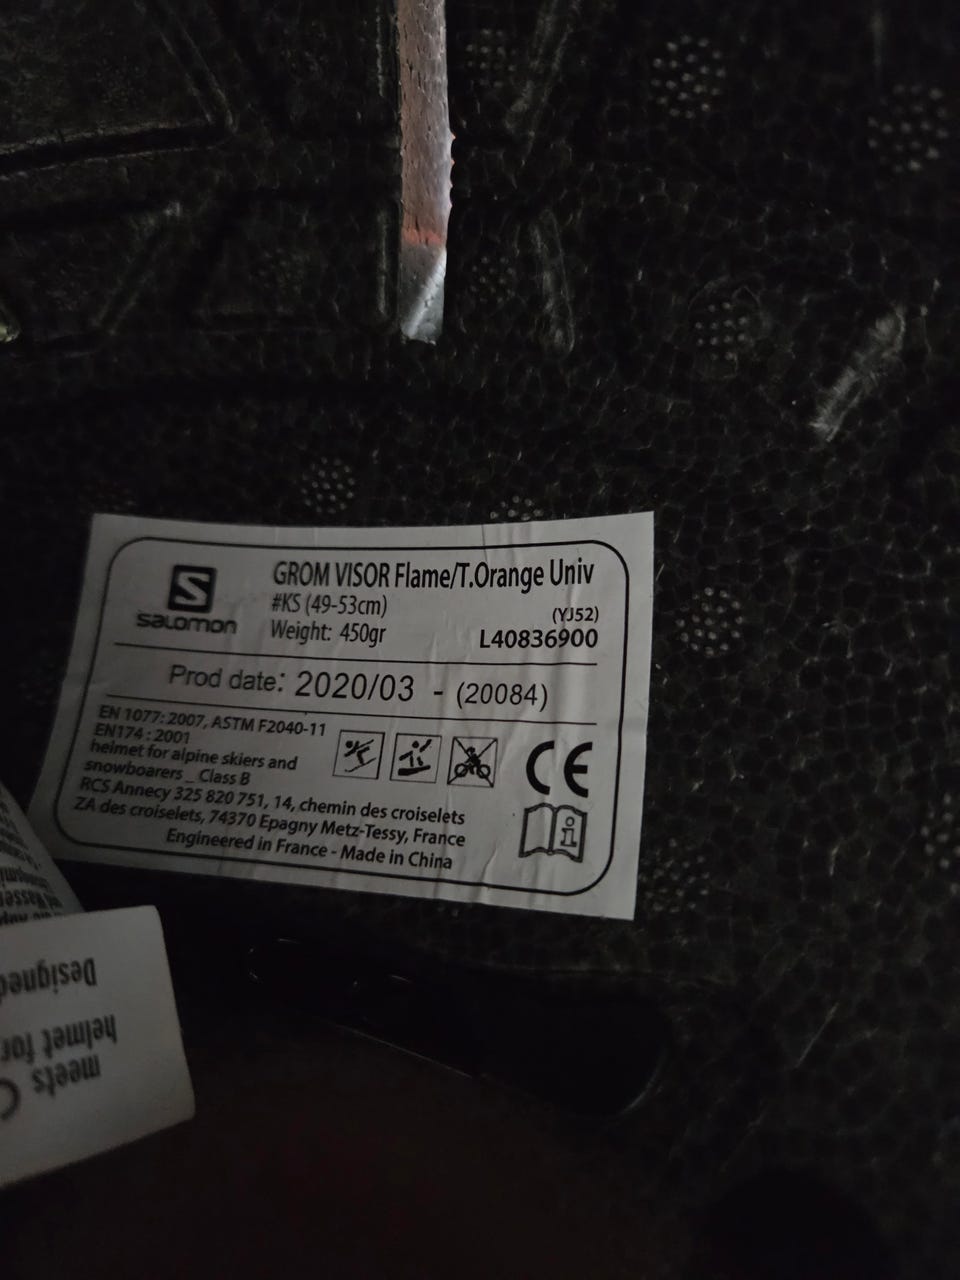 S
salomon
GROM VISOR Flame/T.Orange Univ
#KS (49-53cm)
(YJ52)
Weight: 450gr
L40836900
Prod date: 2020/03 - (20084)
EN 1077: 2007, ASTM F2040-11
EN174 : 2001
helmet for alpine skiers and
snowboarers _ Class B
RCS Annecy 325 820 751, 14, chemin des croiselets
ZA des croiselets, 74370 Epagny Metz-Tessy, France
Engineered in France - Made in China
CE
i
meets
helmet for
Designed